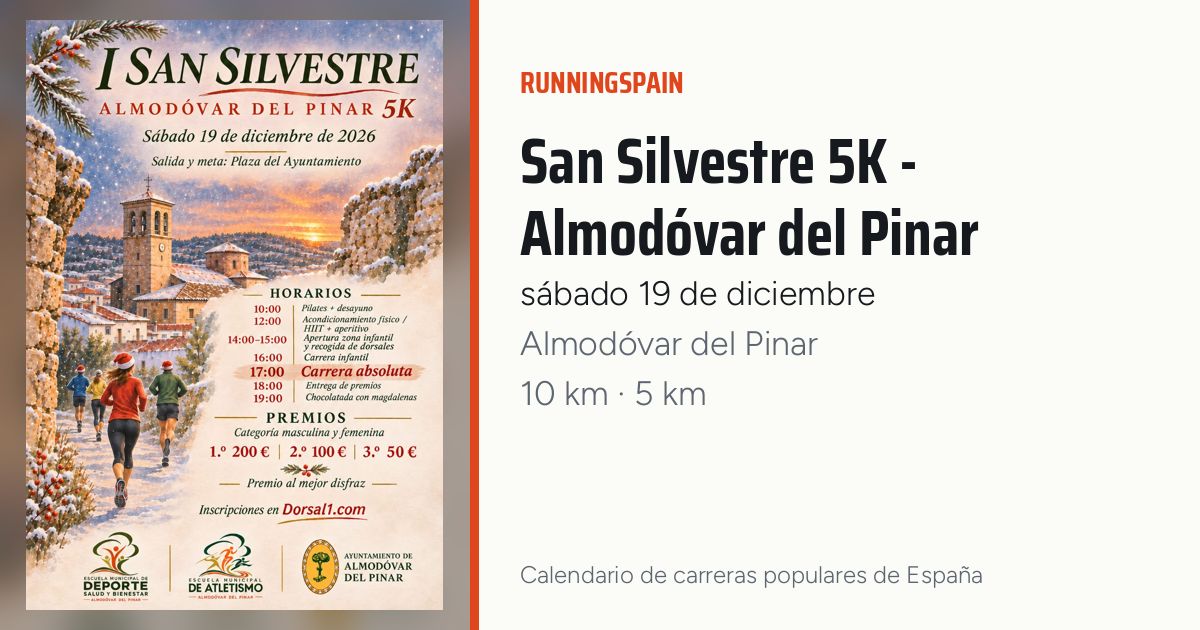 I SAN SILVESTRE
ALMODÓVAR DEL PINAR 5K
Sábado 19 de diciembre de 2026
Salida y meta: Plaza del Ayuntamiento
HORARIOS
10:00 Pilates + desayuno
12:00 Acondicionamiento físico /
HIIT + aperitivo
14:00–15:00 Apertura zona infantil
y recogida de dorsales
16:00 Carrera infantil
17:00 Carrera absoluta
18:00 Entrega de premios
19:00 Chocolatada con magdalenas
PREMIOS
Categoría masculina y femenina
1.º 200 € | 2.º 100 € | 3.º 50 €
Premio al mejor disfraz
Inscripciones en Dorsal1.com
ESCUELA MUNICIPAL DE
DEPORTE
SALUD Y BIENESTAR
ALMODÓVAR DEL PINAR
ESCUELA MUNICIPAL
DE ATLETISMO
ALMODÓVAR DEL PINAR
AYUNTAMIENTO DE
ALMODÓVAR
DEL PINAR
RUNNINGSPAIN
San Silvestre 5K -
Almodóvar del Pinar
sábado 19 de diciembre
Almodóvar del Pinar
10 km · 5 km
Calendario de carreras populares de España